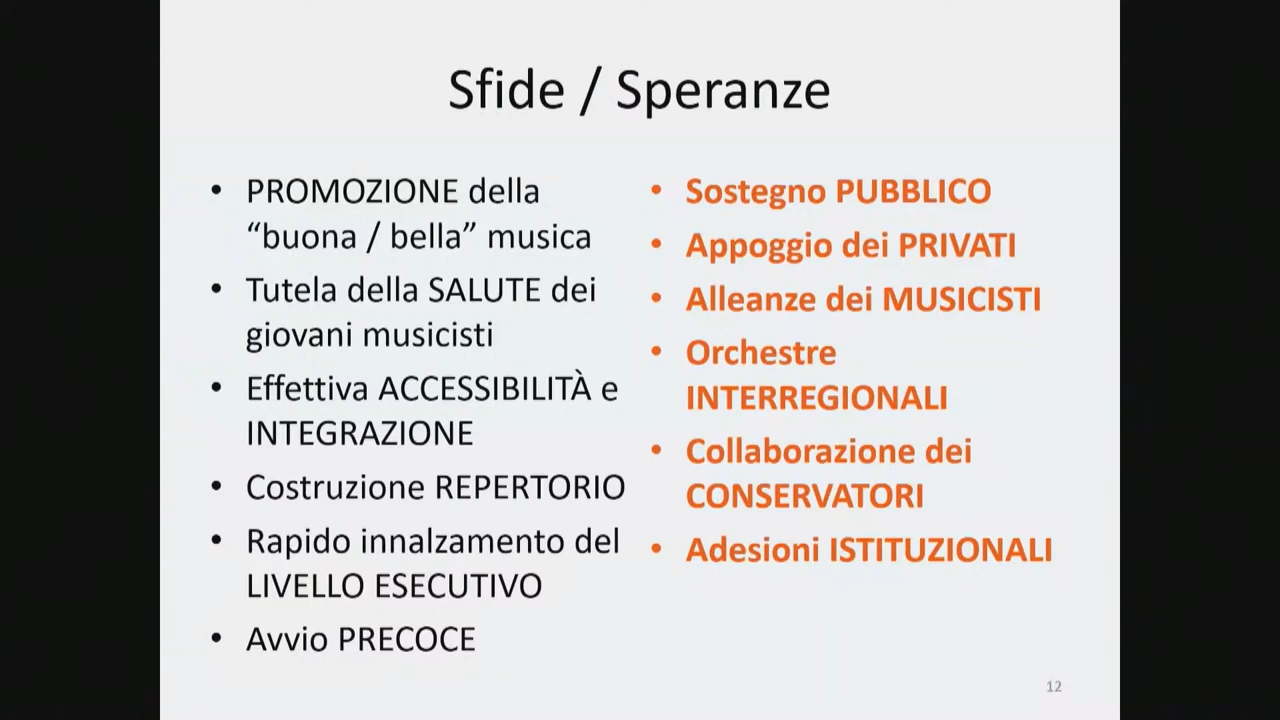 Sfide / Speranze
• PROMOZIONE della
“buona / bella” musica
• Tutela della SALUTE dei
giovani musicisti
• Effettiva ACCESSIBILITÀ e
INTEGRAZIONE
• Costruzione REPERTORIO
• Rapido innalzamento del
LIVELLO ESECUTIVO
• Avvio PRECOCE
• Sostegno PUBBLICO
• Appoggio dei PRIVATI
• Alleanze dei MUSICISTI
• Orchestre
INTERREGIONALI
• Collaborazione dei
CONSERVATORI
• Adesioni ISTITUZIONALI
12